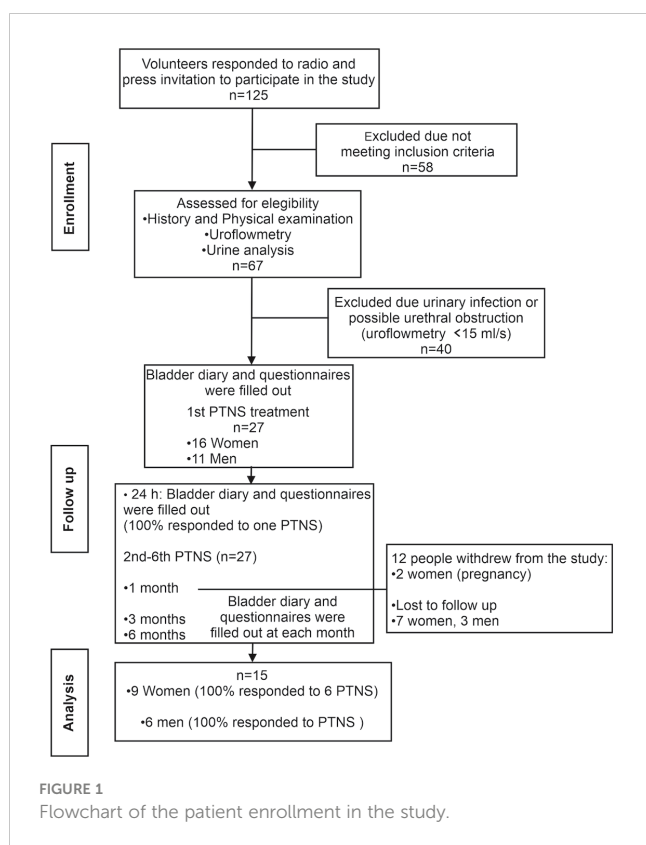 Volunteers responded to radio and
press invitation to participate in the study
n=125
Excluded due not
meeting inclusion criteria
n=58
Enrollment
Assessed for elegibility
•History and Physical examination
•Uroflowmetry
•Urine analysis
n=67
Excluded due urinary infection or
possible urethral obstruction
(uroflowmetry <15 ml/s)
n=40
Bladder diary and questionnaires
were filled out
1st PTNS treatment
n=27
•16 Women
•11 Men
Follow up
• 24 h: Bladder diary and questionnaires
were filled out
(100% responded to one PTNS)
2nd-6th PTNS (n=27)
•1 month
•3 months
•6 months
Bladder diary and
questionnaires were
filled out at each month
12 people withdrew from the study:
•2 women (pregnancy)
•Lost to follow up
•7 women, 3 men
Analysis
n=15
•9 Women (100% responded to 6 PTNS)
•6 men (100% responded to PTNS )
FIGURE 1
Flowchart of the patient enrollment in the study.